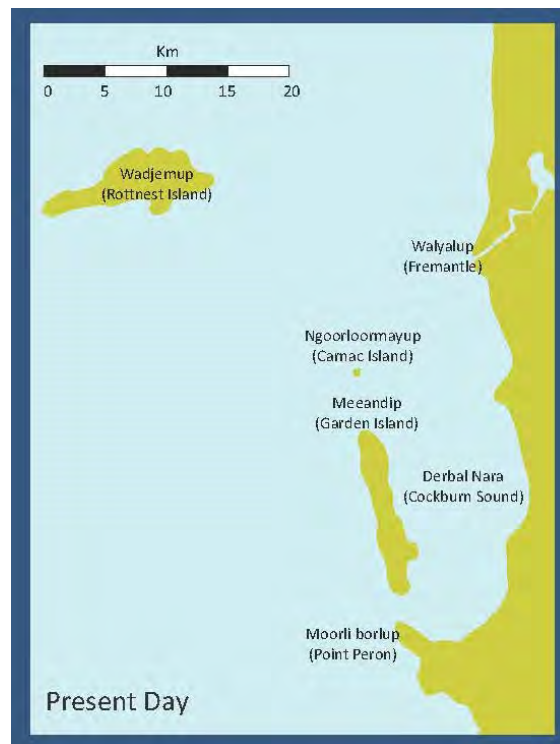 Km
0 5 10 15 20
Wadjemup
(Rottnest Island)
Walyalup
(Fremantle)
Ngoorloormayup
(Carnac Island)
Meeandip
(Garden Island)
Derbal Nara
(Cockburn Sound)
Moorli borlup
(Point Peron)
Present Day